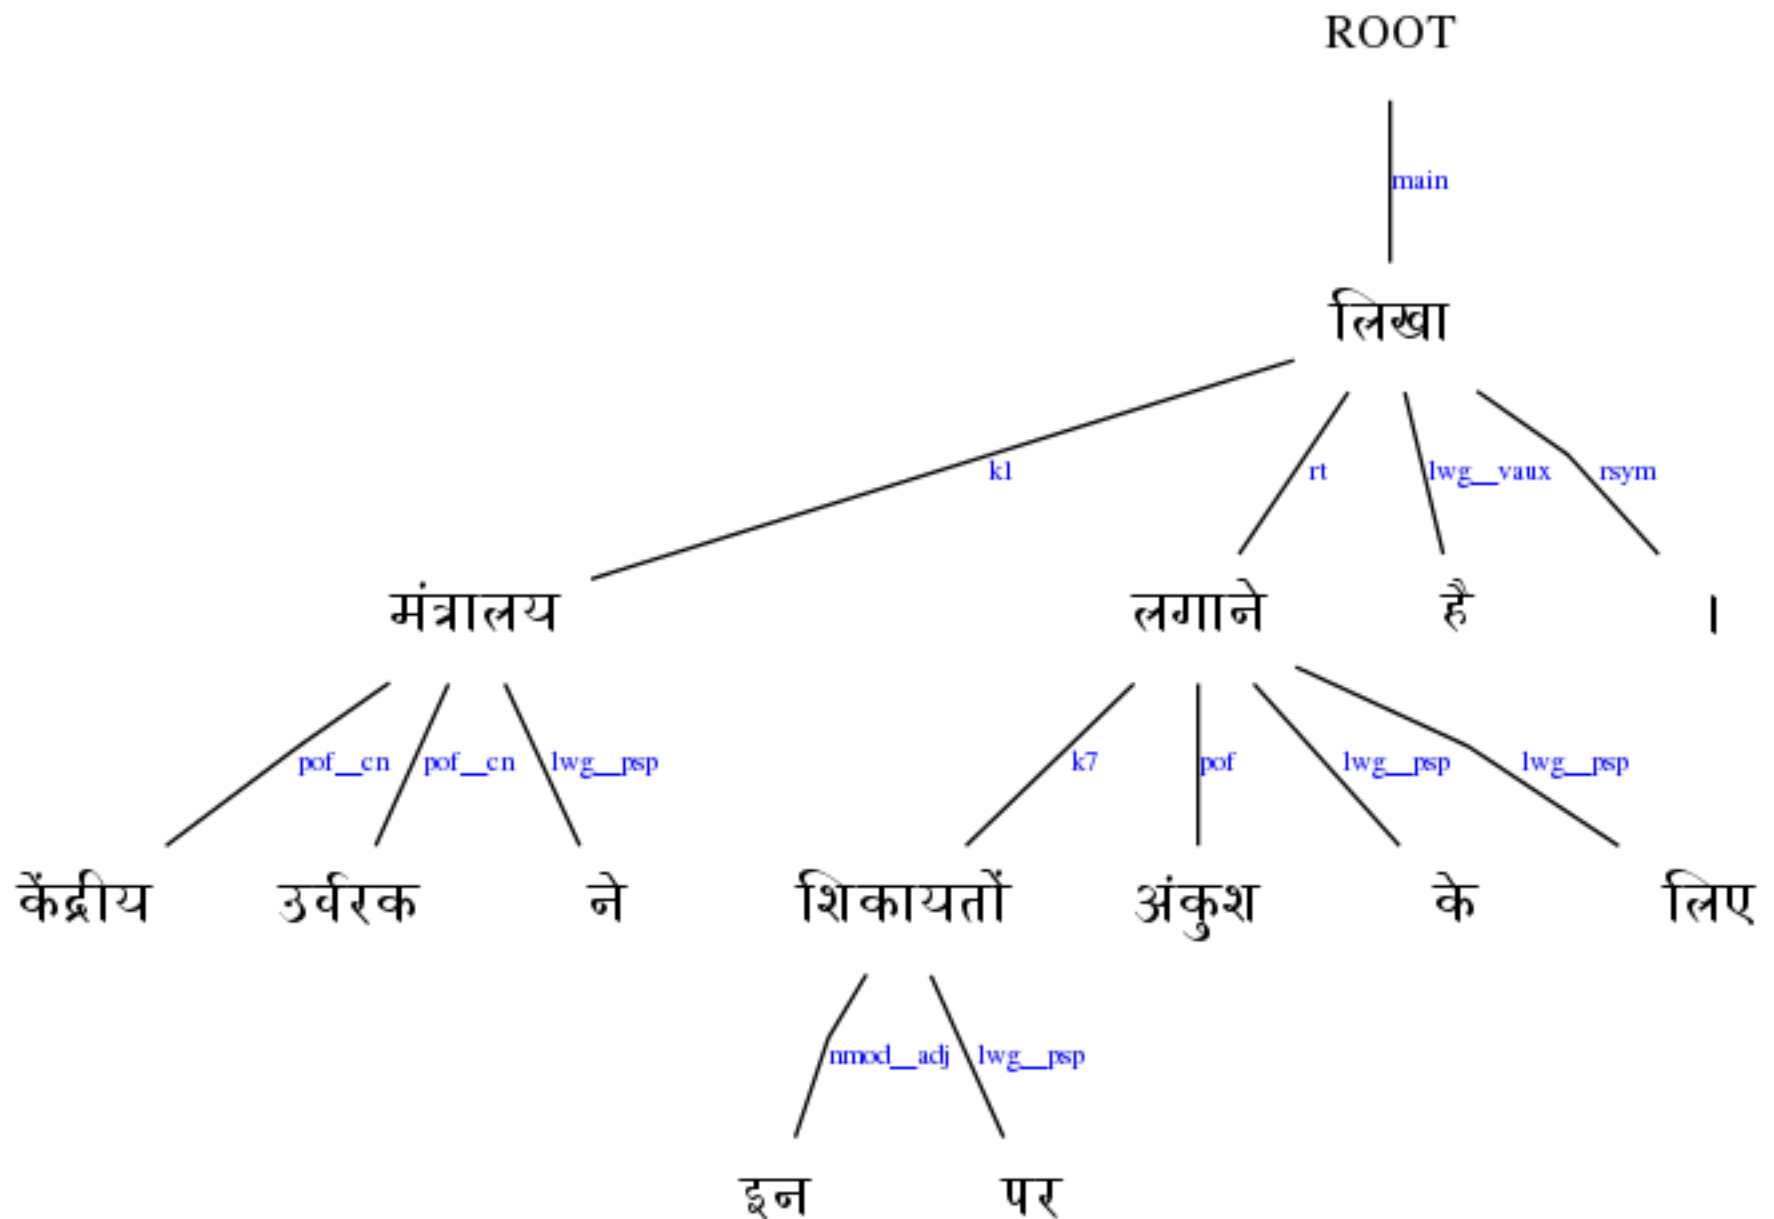 ROOT
main
लिखा
k1 rt lwg__vaux rsym
मंत्रालय लगाने है ।
pof__cn pof__cn lwg__psp k7 pof lwg__psp lwg__psp
केंद्रीय उर्वरक ने शिकायतों अंकुश के लिए
nmod__adj lwg__psp
इन पर